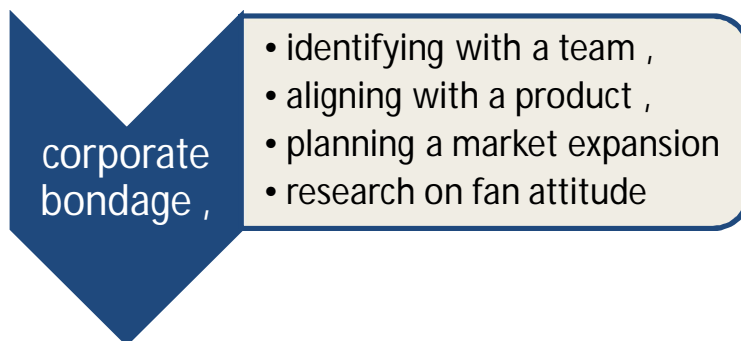 corporate
bondage ,
• identifying with a team ,
• aligning with a product ,
• planning a market expansion
• research on fan attitude